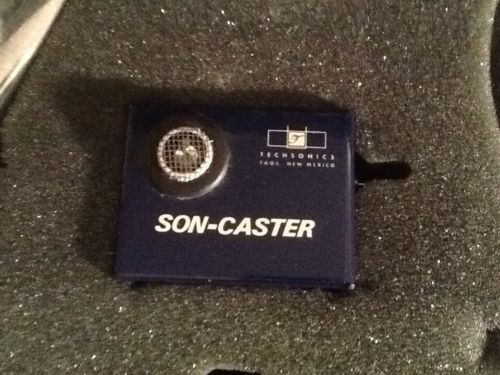 T
TECHSONICS
TAOS NEW MEXICO
SON-CASTER